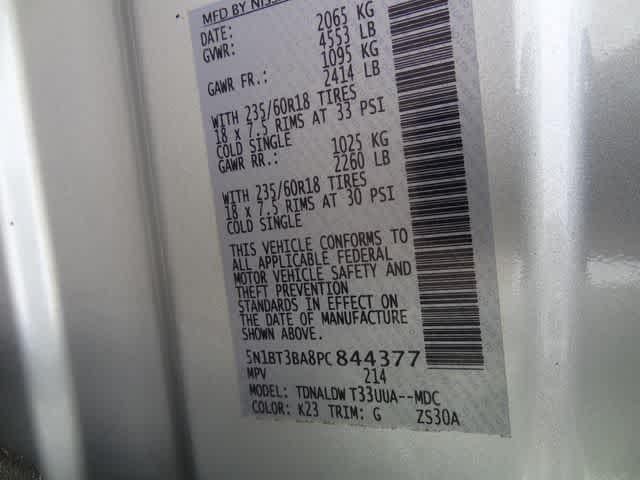 MFD BY NISS
DATE: 2065 KG
GVWR: 4553 LB
1095 KG
GAWR FR.: 2414 LB
WITH 235/60R18 TIRES
18 x 7.5 RIMS AT 33 PSI
COLD SINGLE
1025 KG
GAWR RR.: 2260 LB
WITH 235/60R18 TIRES
18 x 7.5 RIMS AT 30 PSI
COLD SINGLE
THIS VEHICLE CONFORMS TO
ALL APPLICABLE FEDERAL
MOTOR VEHICLE SAFETY AND
THEFT PREVENTION
STANDARDS IN EFFECT ON
THE DATE OF MANUFACTURE
SHOWN ABOVE.
5N1BT3BA8PC844377
MPV 214
MODEL: TDNALDW T33UUA--MDC
COLOR: K23 TRIM: G ZS30A